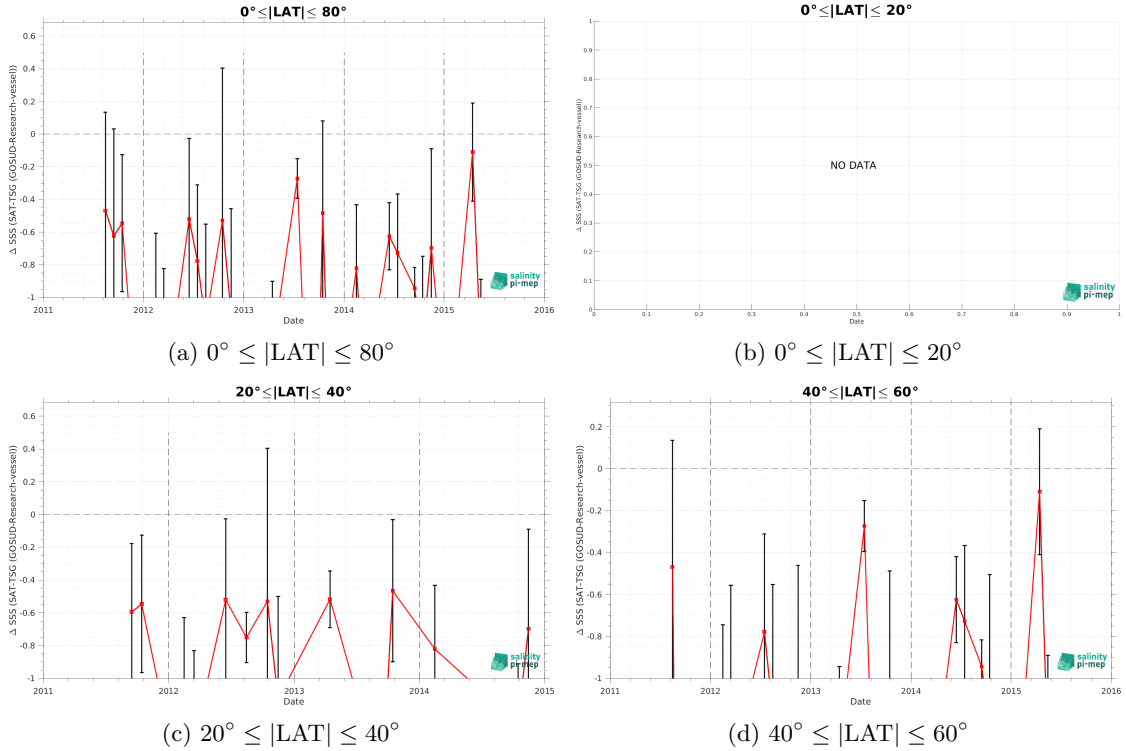 0°≤|LAT|≤ 80°
Δ SSS (SAT-TSG (GOSUD-Research-vessel))
0.6
0.4
0.2
0
-0.2
-0.4
-0.6
-0.8
-1
2011 2012 2013 2014 2015 2016
Date
salinity
pi-mep
(a) 0° ≤ |LAT| ≤ 80°
0°≤|LAT|≤ 20°
Δ SSS (SAT-TSG (GOSUD-Research-vessel))
1
0.9
0.8
0.7
0.6
0.5
0.4
0.3
0.2
0.1
0
NO DATA
0 0.1 0.2 0.3 0.4 0.5 0.6 0.7 0.8 0.9 1
Date
salinity
pi-mep
(b) 0° ≤ |LAT| ≤ 20°
20°≤|LAT|≤ 40°
Δ SSS (SAT-TSG (GOSUD-Research-vessel))
0.6
0.4
0.2
0
-0.2
-0.4
-0.6
-0.8
-1
2011 2012 2013 2014 2015
Date
salinity
pi-mep
(c) 20° ≤ |LAT| ≤ 40°
40°≤|LAT|≤ 60°
Δ SSS (SAT-TSG (GOSUD-Research-vessel))
0.2
0
-0.2
-0.4
-0.6
-0.8
-1
2011 2012 2013 2014 2015 2016
Date
salinity
pi-mep
(d) 40° ≤ |LAT| ≤ 60°